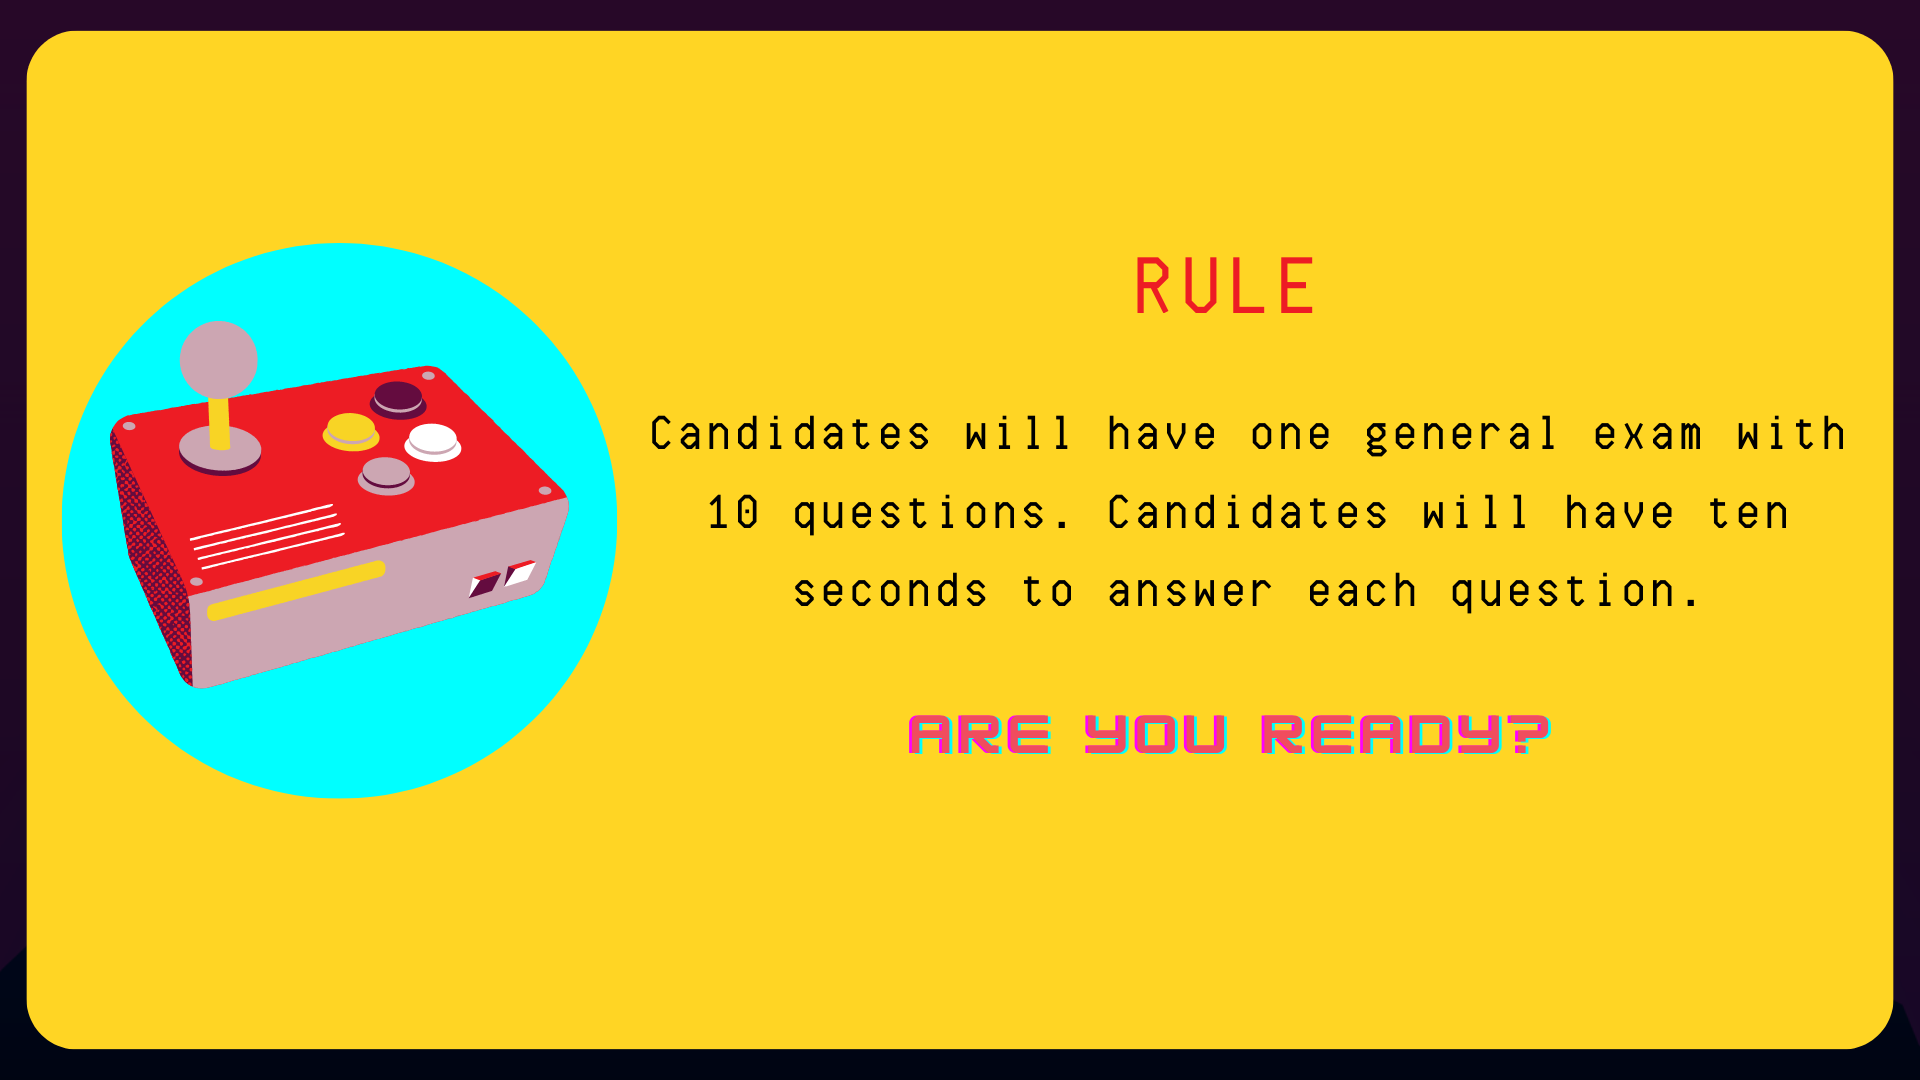 RULE
Candidates will have one general exam with
10 questions. Candidates will have ten
seconds to answer each question.
ARE YOU READY?